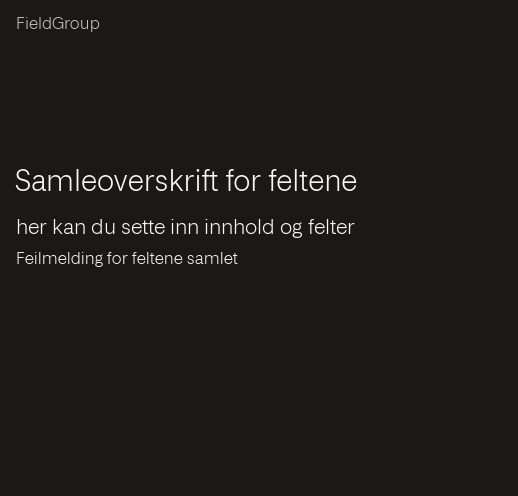 FieldGroup
Samleoverskrift for feltene
her kan du sette inn innhold og felter
Feilmelding for feltene samlet